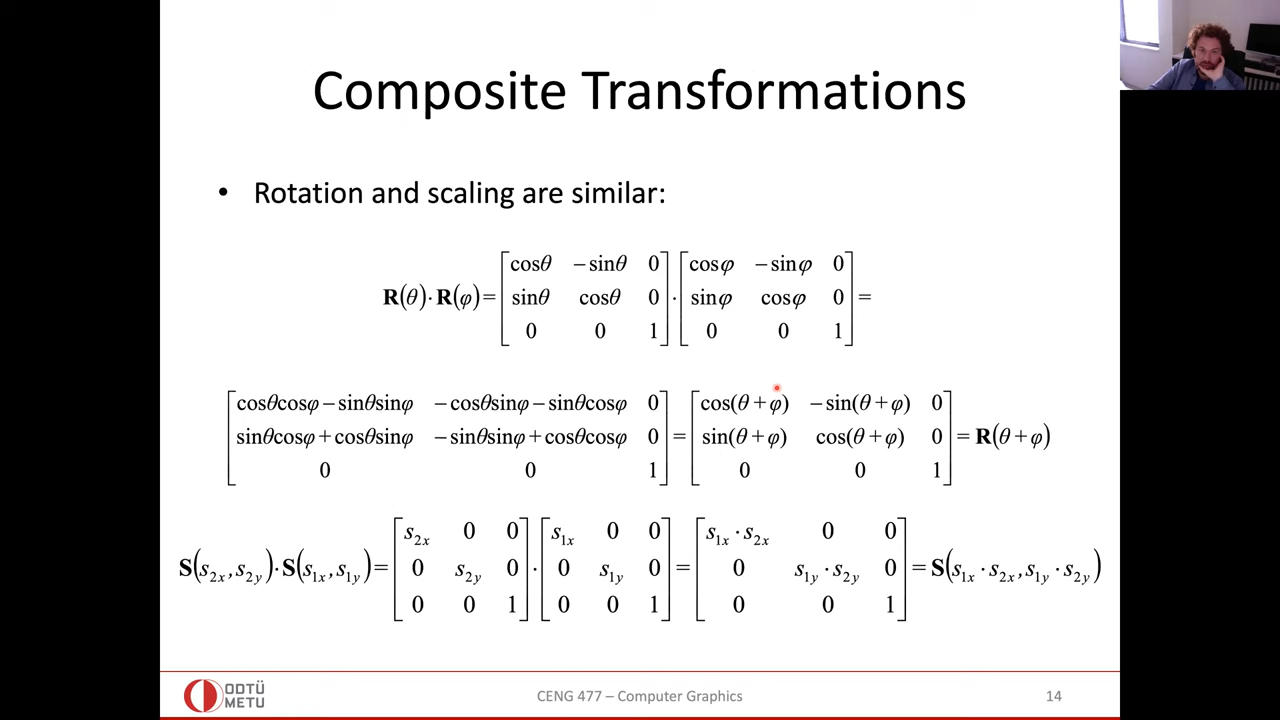 Composite Transformations
• Rotation and scaling are similar:
R(θ)·R(φ)= [cosθ −sinθ 0; sinθ cosθ 0; 0 0 1] · [cosφ −sinφ 0; sinφ cosφ 0; 0 0 1] =
[cosθcosφ−sinθsinφ −cosθsinφ−sinθcosφ 0; sinθcosφ+cosθsinφ −sinθsinφ+cosθcosφ 0; 0 0 1] = [cos(θ+φ) −sin(θ+φ) 0; sin(θ+φ) cos(θ+φ) 0; 0 0 1] = R(θ+φ)
S(s₂ₓ,s₂y)·S(s₁ₓ,s₁y)= [s₂ₓ 0 0; 0 s₂y 0; 0 0 1] · [s₁ₓ 0 0; 0 s₁y 0; 0 0 1] = [s₁ₓ·s₂ₓ 0 0; 0 s₁y·s₂y 0; 0 0 1] = S(s₁ₓ·s₂ₓ,s₁y·s₂y)
ODTÜ
METU
CENG 477 – Computer Graphics
14